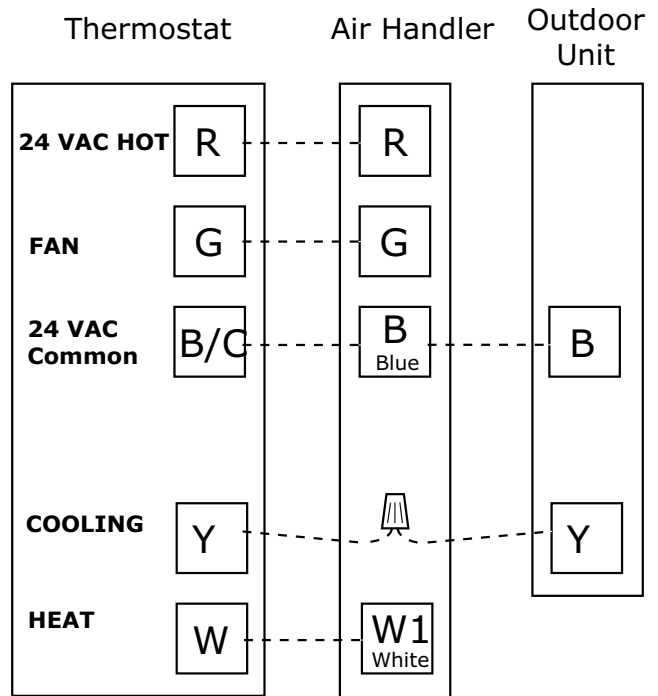 Thermostat
Air Handler
Outdoor
Unit
24 VAC HOT
R
R
FAN
G
G
24 VAC
Common
B/C
B
Blue
B
COOLING
Y
Y
HEAT
W
W1
White